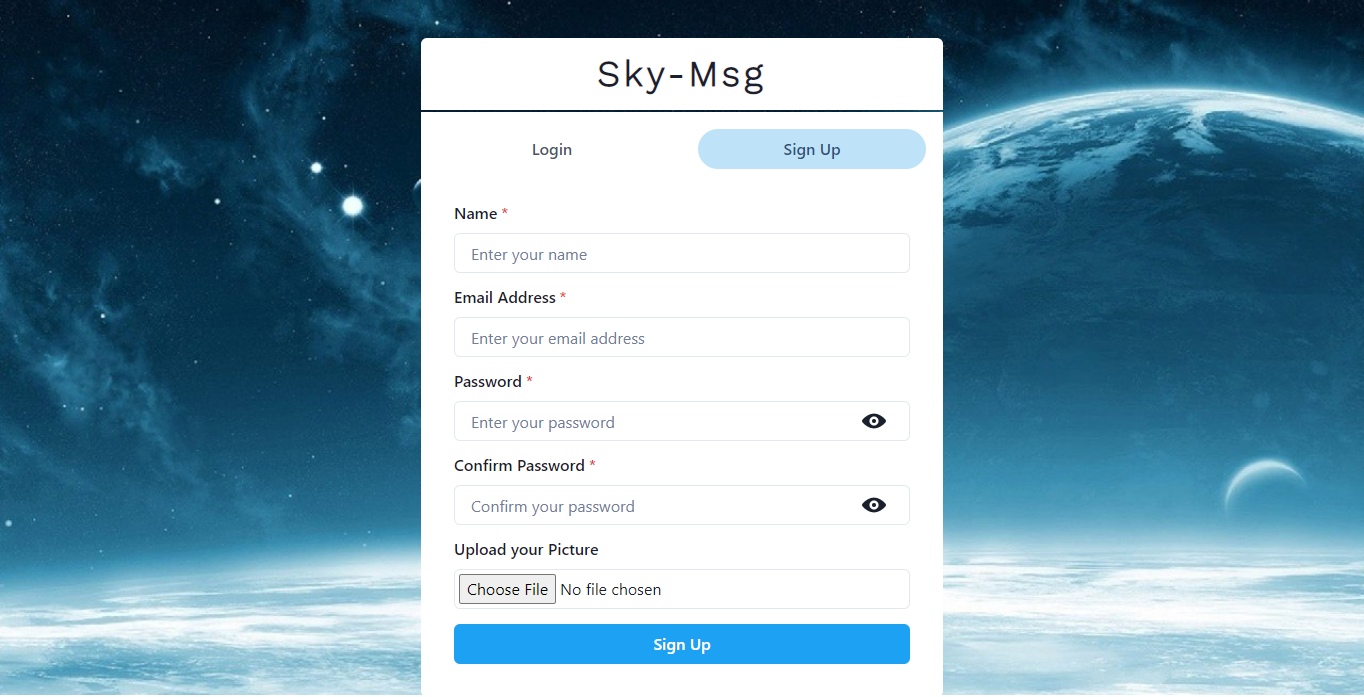 Sky-Msg
Login
Sign Up
Name *
Enter your name
Email Address *
Enter your email address
Password *
Enter your password
Confirm Password *
Confirm your password
Upload your Picture
Choose File No file chosen
Sign Up